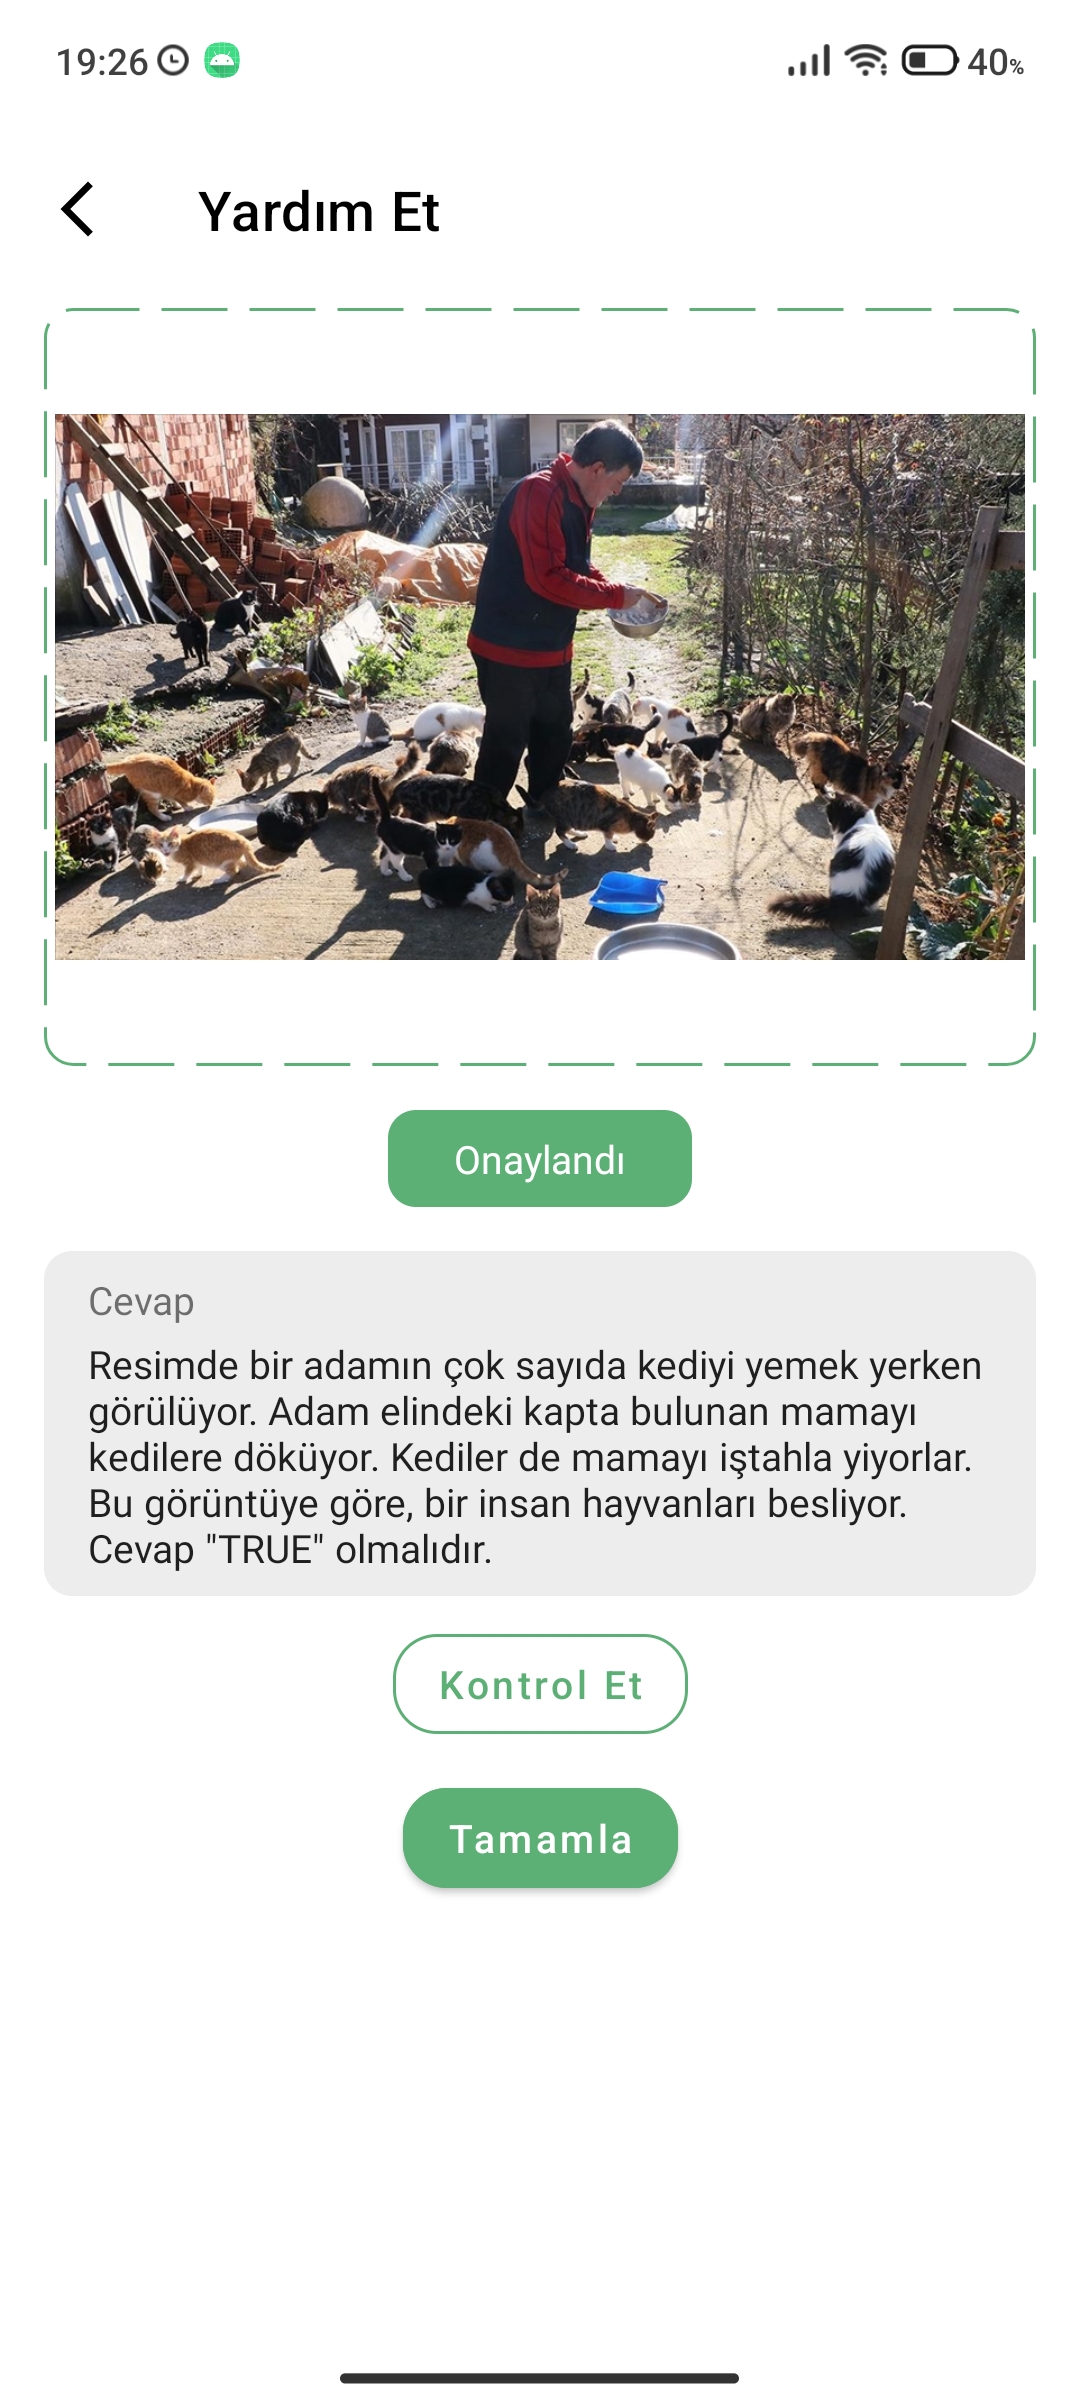 19:26
40%
Yardım Et
Onaylandı
Cevap
Resimde bir adamın çok sayıda kediyi yemek yerken
görülüyor. Adam elindeki kapta bulunan mamayı
kedilere döküyor. Kediler de mamayı iştahla yiyorlar.
Bu görüntüye göre, bir insan hayvanları besliyor.
Cevap "TRUE" olmalıdır.
Kontrol Et
Tamamla